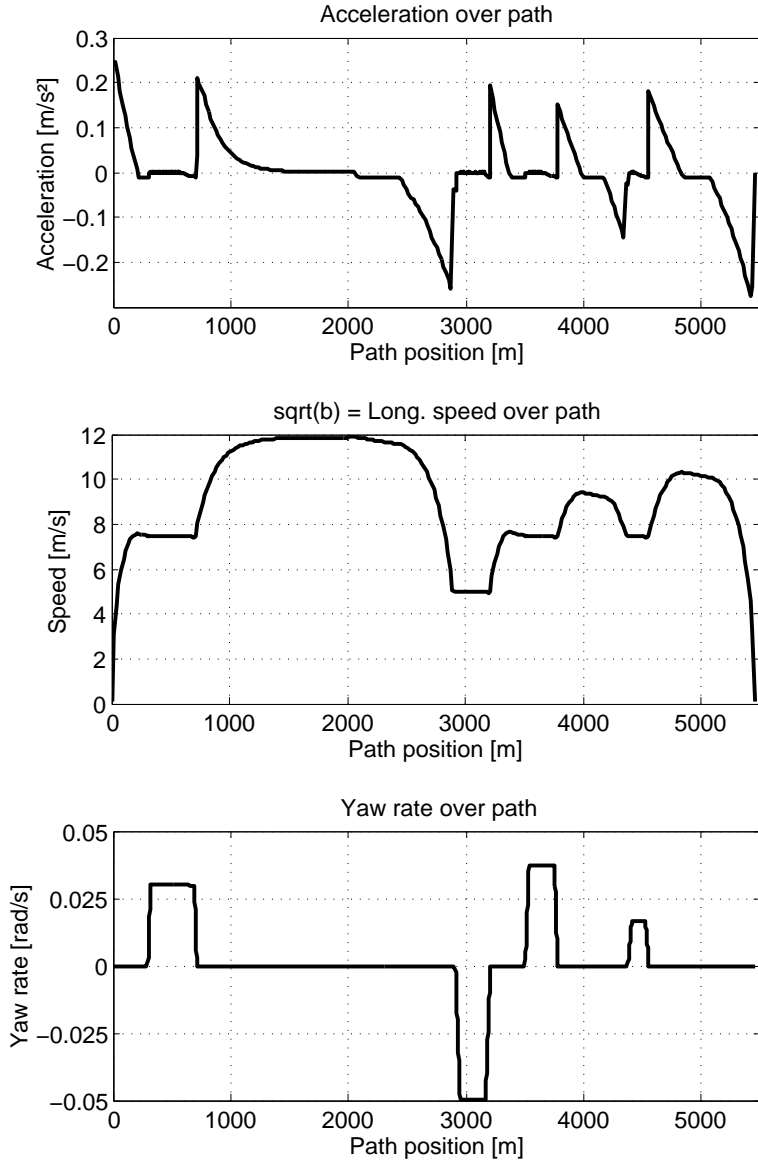 Acceleration over path
0.3
0.2
0.1
0
−0.1
−0.2
Acceleration [m/s²]
0 1000 2000 3000 4000 5000
Path position [m]
sqrt(b) = Long. speed over path
12
10
8
6
4
2
0
Speed [m/s]
0 1000 2000 3000 4000 5000
Path position [m]
Yaw rate over path
0.05
0.025
0
−0.025
−0.05
Yaw rate [rad/s]
0 1000 2000 3000 4000 5000
Path position [m]